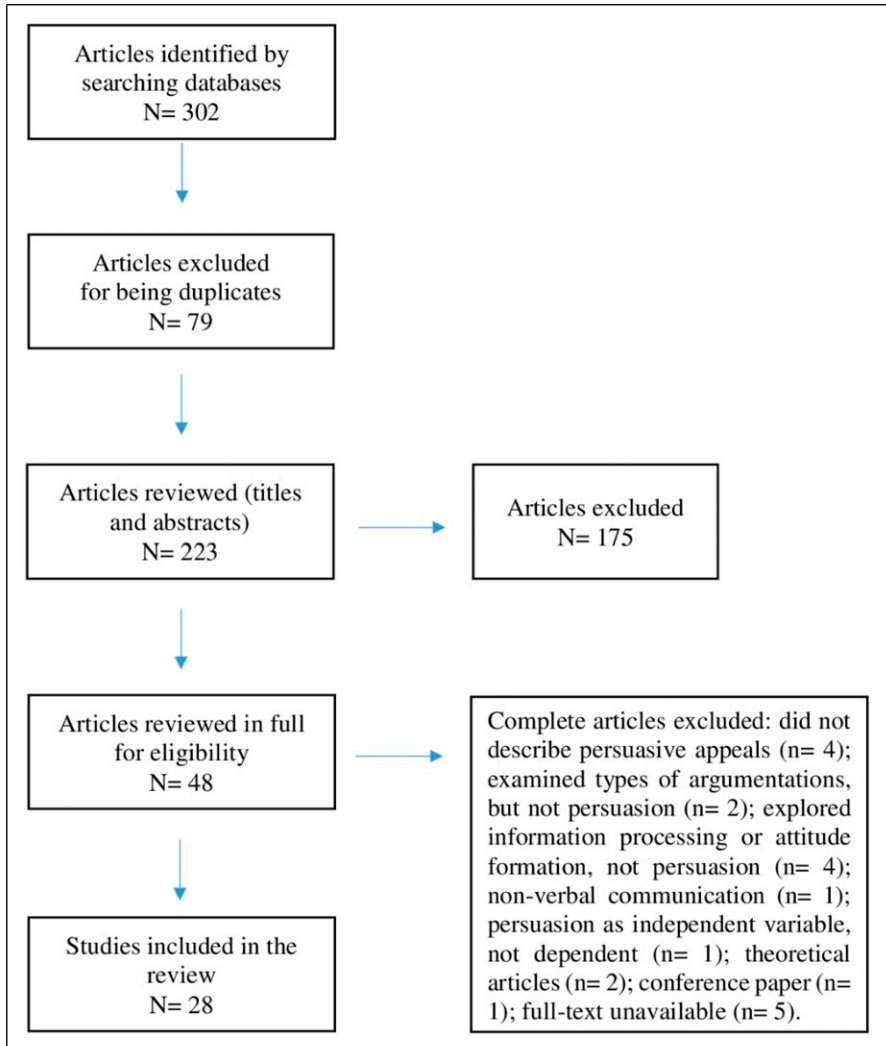 Articles identified by
searching databases
N= 302
Articles excluded
for being duplicates
N= 79
Articles reviewed (titles
and abstracts)
N= 223
Articles excluded
N= 175
Articles reviewed in full
for eligibility
N= 48
Complete articles excluded: did not
describe persuasive appeals (n= 4);
examined types of argumentations,
but not persuasion (n= 2); explored
information processing or attitude
formation, not persuasion (n= 4);
non-verbal communication (n= 1);
persuasion as independent variable,
not dependent (n= 1); theoretical
articles (n= 2); conference paper (n=
1); full-text unavailable (n= 5).
Studies included in the
review
N= 28